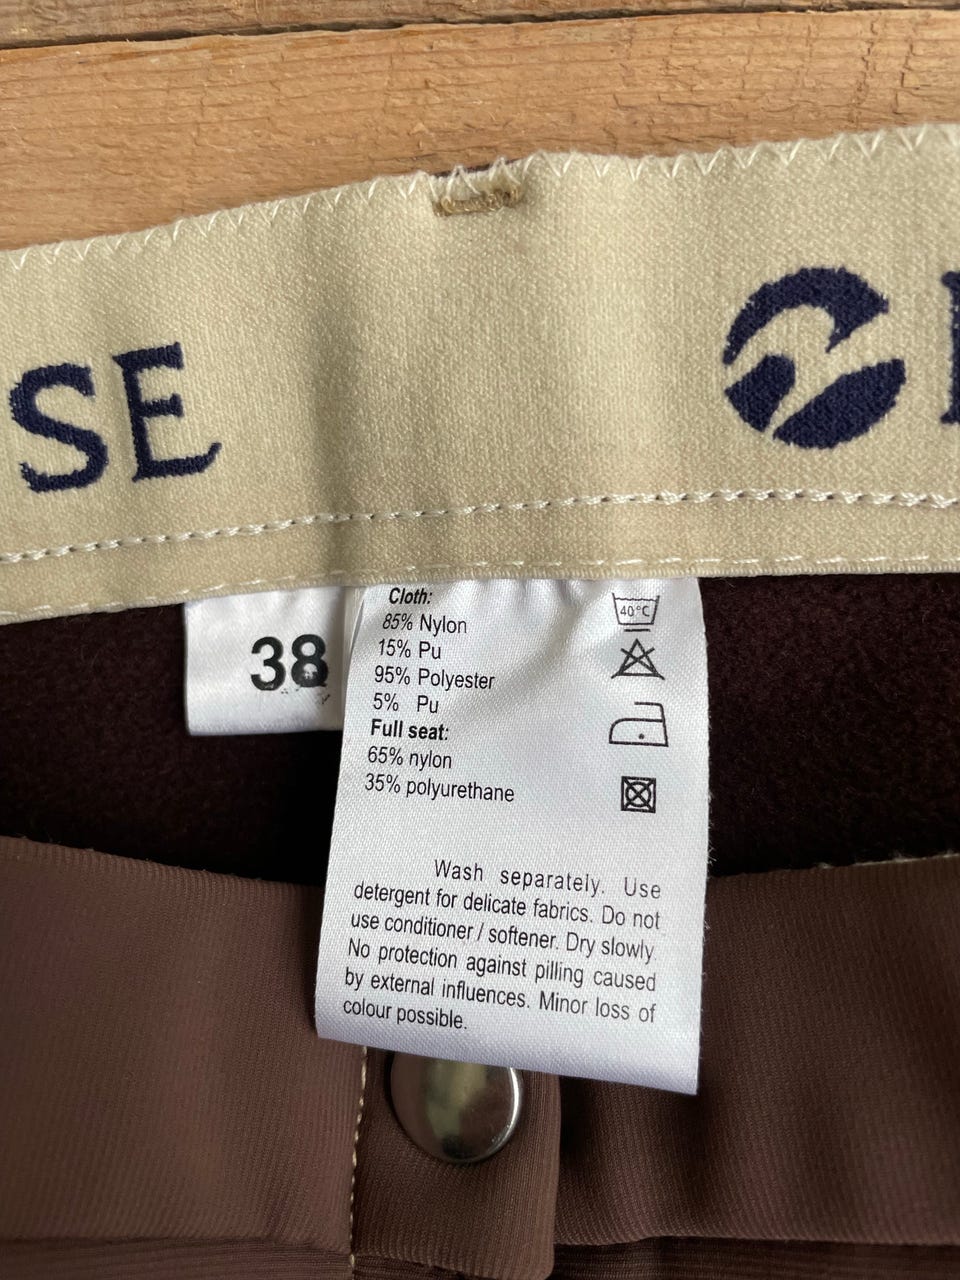 SE
38
Cloth:
85% Nylon
15% Pu
95% Polyester
5% Pu
Full seat:
65% nylon
35% polyurethane
40°C
Wash separately. Use
detergent for delicate fabrics. Do not
use conditioner / softener. Dry slowly.
No protection against pilling caused
by external influences. Minor loss of
colour possible.